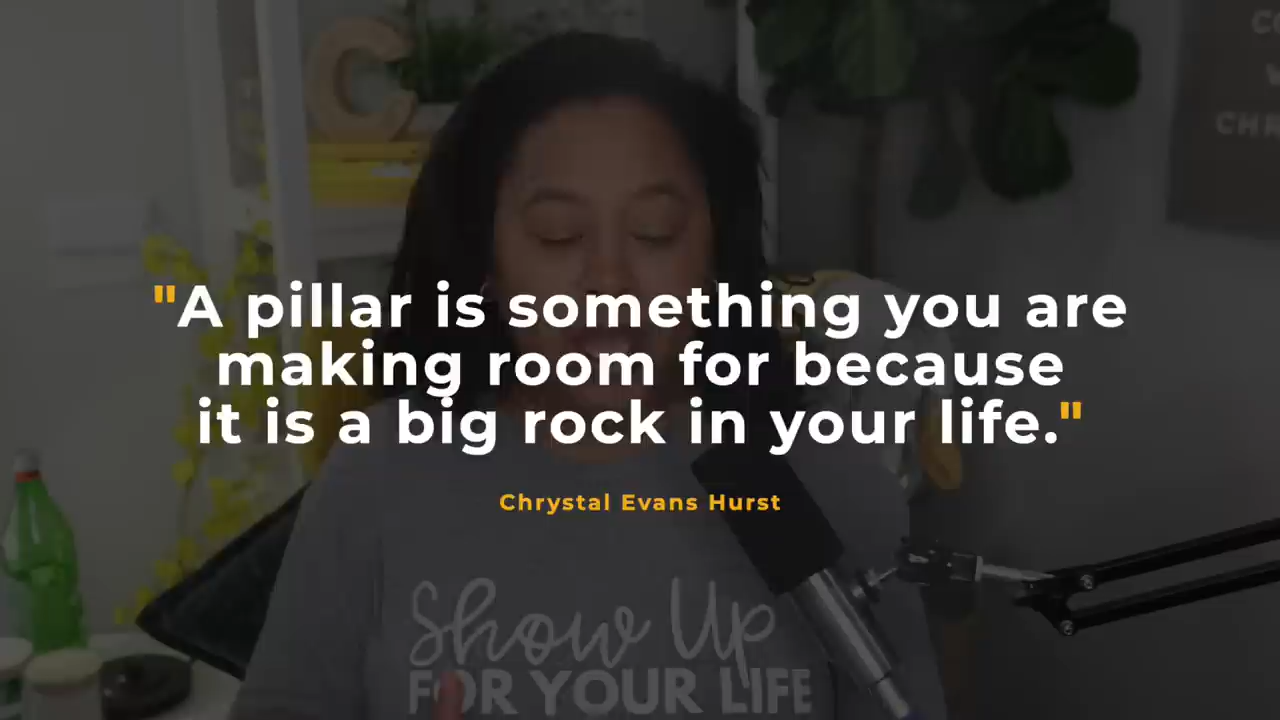 C
CHR
"A pillar is something you are
making room for because
it is a big rock in your life."
Chrystal Evans Hurst
Show Up
FOR YOUR LIFE